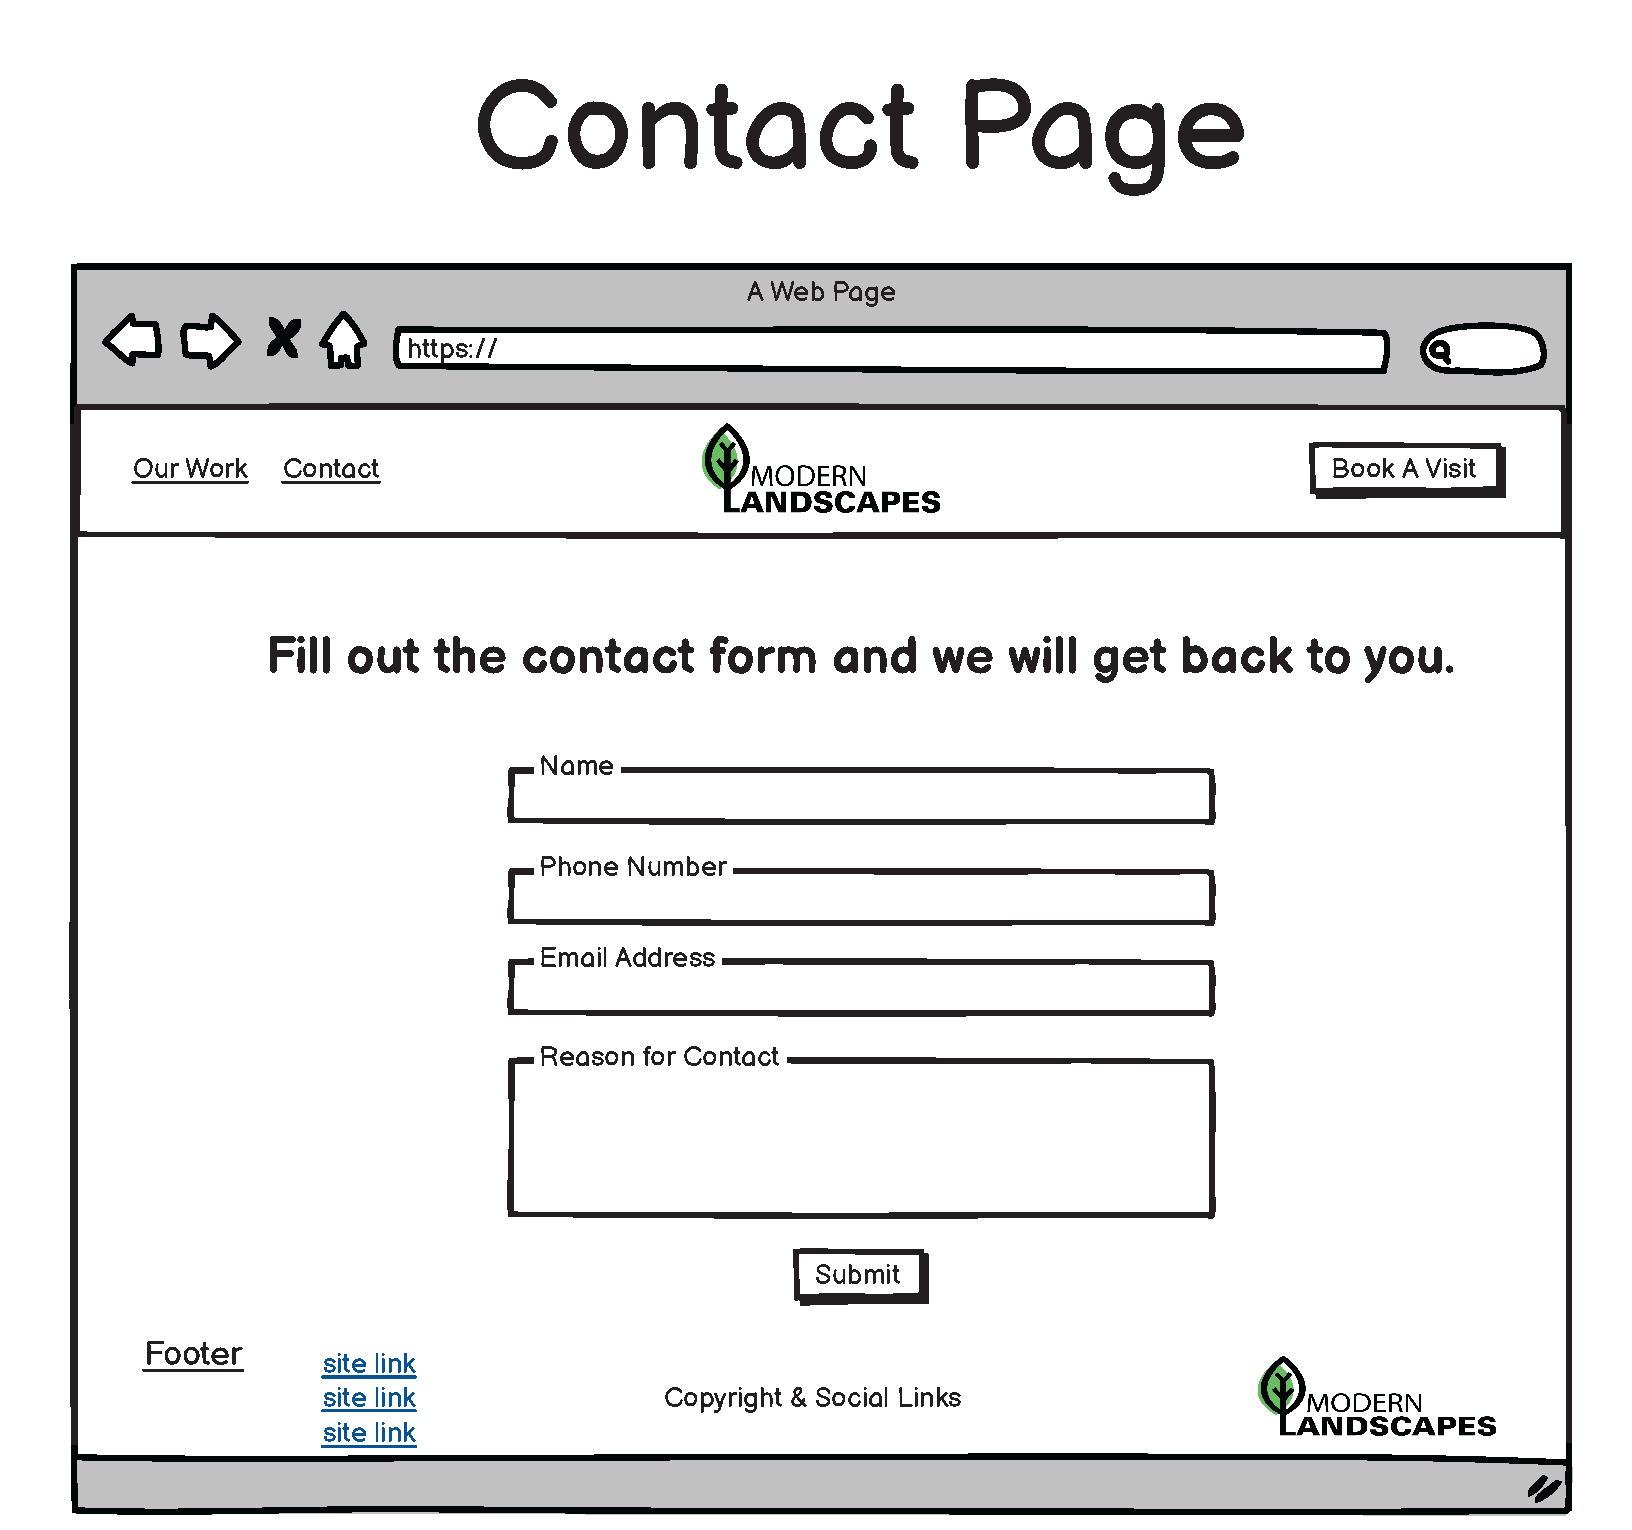 Contact Page
A Web Page
https://
Our Work Contact
MODERN
LANDSCAPES
Book A Visit
Fill out the contact form and we will get back to you.
Name
Phone Number
Email Address
Reason for Contact
Submit
Footer
site link
site link
site link
Copyright & Social Links
MODERN
LANDSCAPES